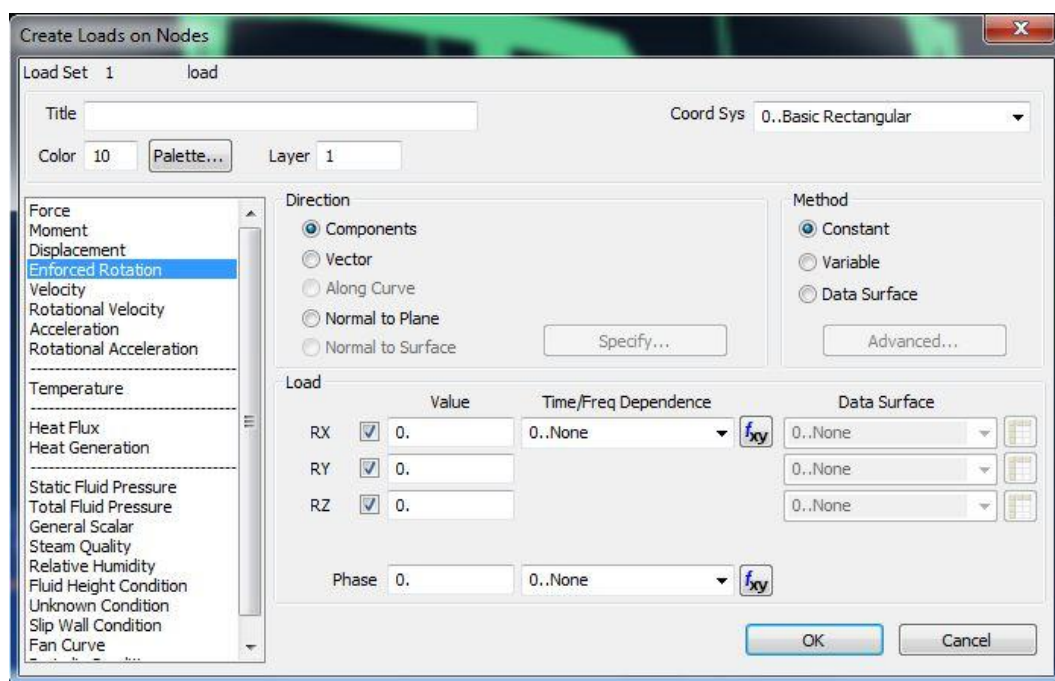 Create Loads on Nodes
Load Set 1 load
Title
Coord Sys 0..Basic Rectangular
Color 10 Palette... Layer 1
Force
Moment
Displacement
Enforced Rotation
Velocity
Rotational Velocity
Acceleration
Rotational Acceleration
Temperature
Heat Flux
Heat Generation
Static Fluid Pressure
Total Fluid Pressure
General Scalar
Steam Quality
Relative Humidity
Fluid Height Condition
Unknown Condition
Slip Wall Condition
Fan Curve
Direction
Components
Vector
Along Curve
Normal to Plane
Normal to Surface
Specify...
Method
Constant
Variable
Data Surface
Advanced...
Load
Value Time/Freq Dependence Data Surface
RX 0. 0..None fxy 0..None
RY 0. 0..None
RZ 0. 0..None
Phase 0. 0..None fxy
OK Cancel